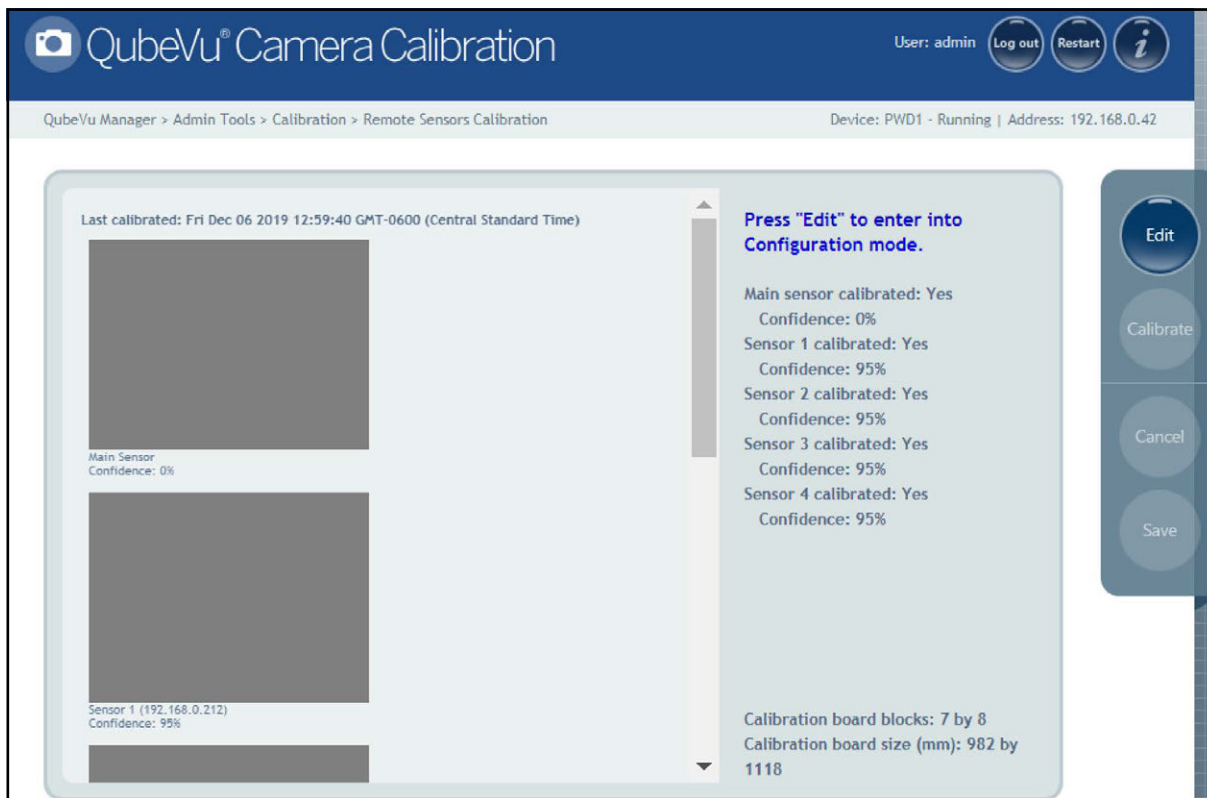 QubeVu® Camera Calibration
User: admin
Log out
Restart
i
QubeVu Manager > Admin Tools > Calibration > Remote Sensors Calibration
Device: PWD1 - Running | Address: 192.168.0.42
Last calibrated: Fri Dec 06 2019 12:59:40 GMT-0600 (Central Standard Time)
Main Sensor
Confidence: 0%
Sensor 1 (192.168.0.212)
Confidence: 95%
Press "Edit" to enter into
Configuration mode.
Main sensor calibrated: Yes
Confidence: 0%
Sensor 1 calibrated: Yes
Confidence: 95%
Sensor 2 calibrated: Yes
Confidence: 95%
Sensor 3 calibrated: Yes
Confidence: 95%
Sensor 4 calibrated: Yes
Confidence: 95%
Calibration board blocks: 7 by 8
Calibration board size (mm): 982 by
1118
Edit
Calibrate
Cancel
Save